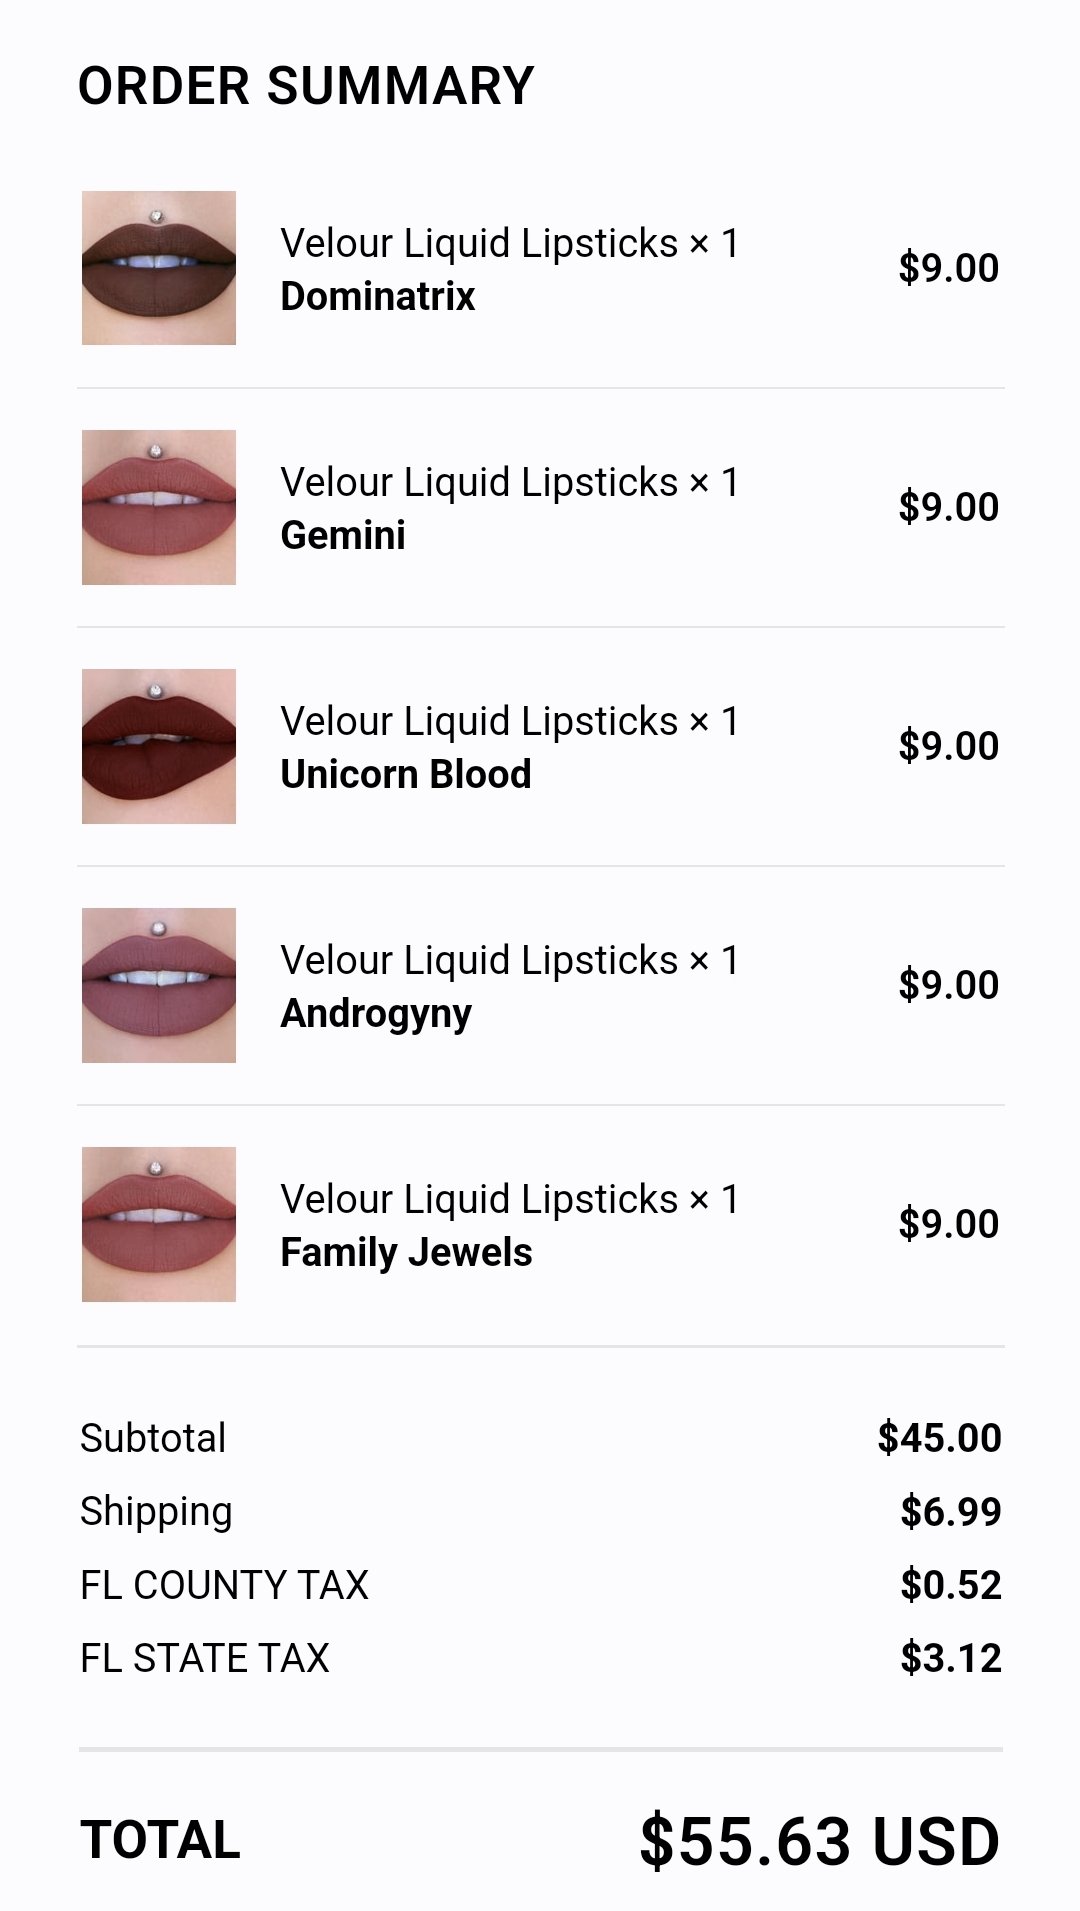 ORDER SUMMARY
Velour Liquid Lipsticks × 1
Dominatrix
$9.00
Velour Liquid Lipsticks × 1
Gemini
$9.00
Velour Liquid Lipsticks × 1
Unicorn Blood
$9.00
Velour Liquid Lipsticks × 1
Androgyny
$9.00
Velour Liquid Lipsticks × 1
Family Jewels
$9.00
Subtotal $45.00
Shipping $6.99
FL COUNTY TAX $0.52
FL STATE TAX $3.12
TOTAL $55.63 USD